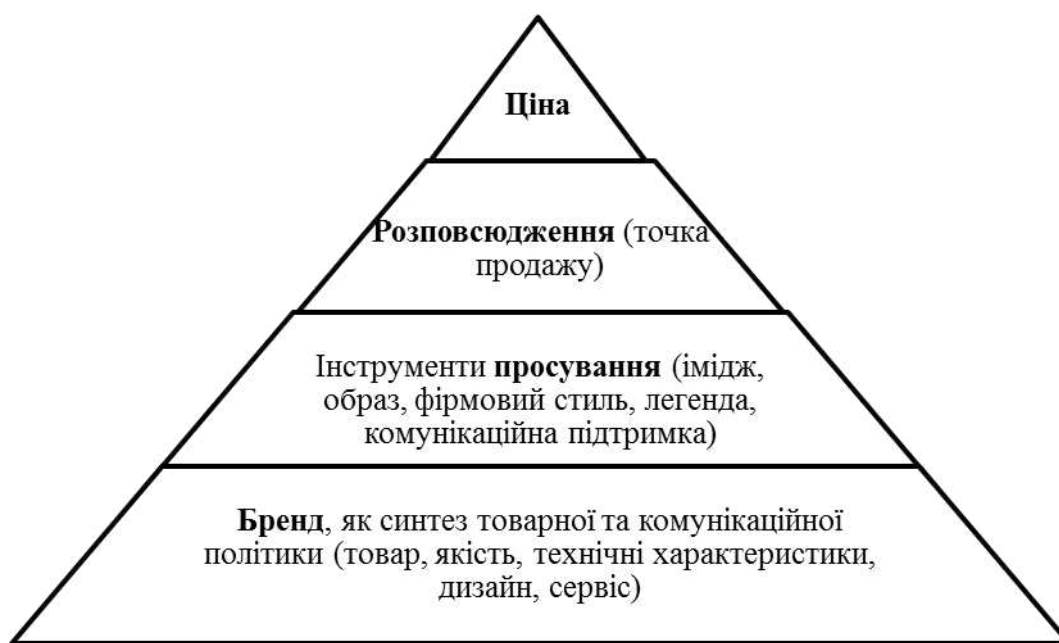 Ціна
Розповсюдження (точка
продажу)
Інструменти просування (імідж,
образ, фірмовий стиль, легенда,
комунікаційна підтримка)
Бренд, як синтез товарної та комунікаційної
політики (товар, якість, технічні характеристики,
дизайн, сервіс)